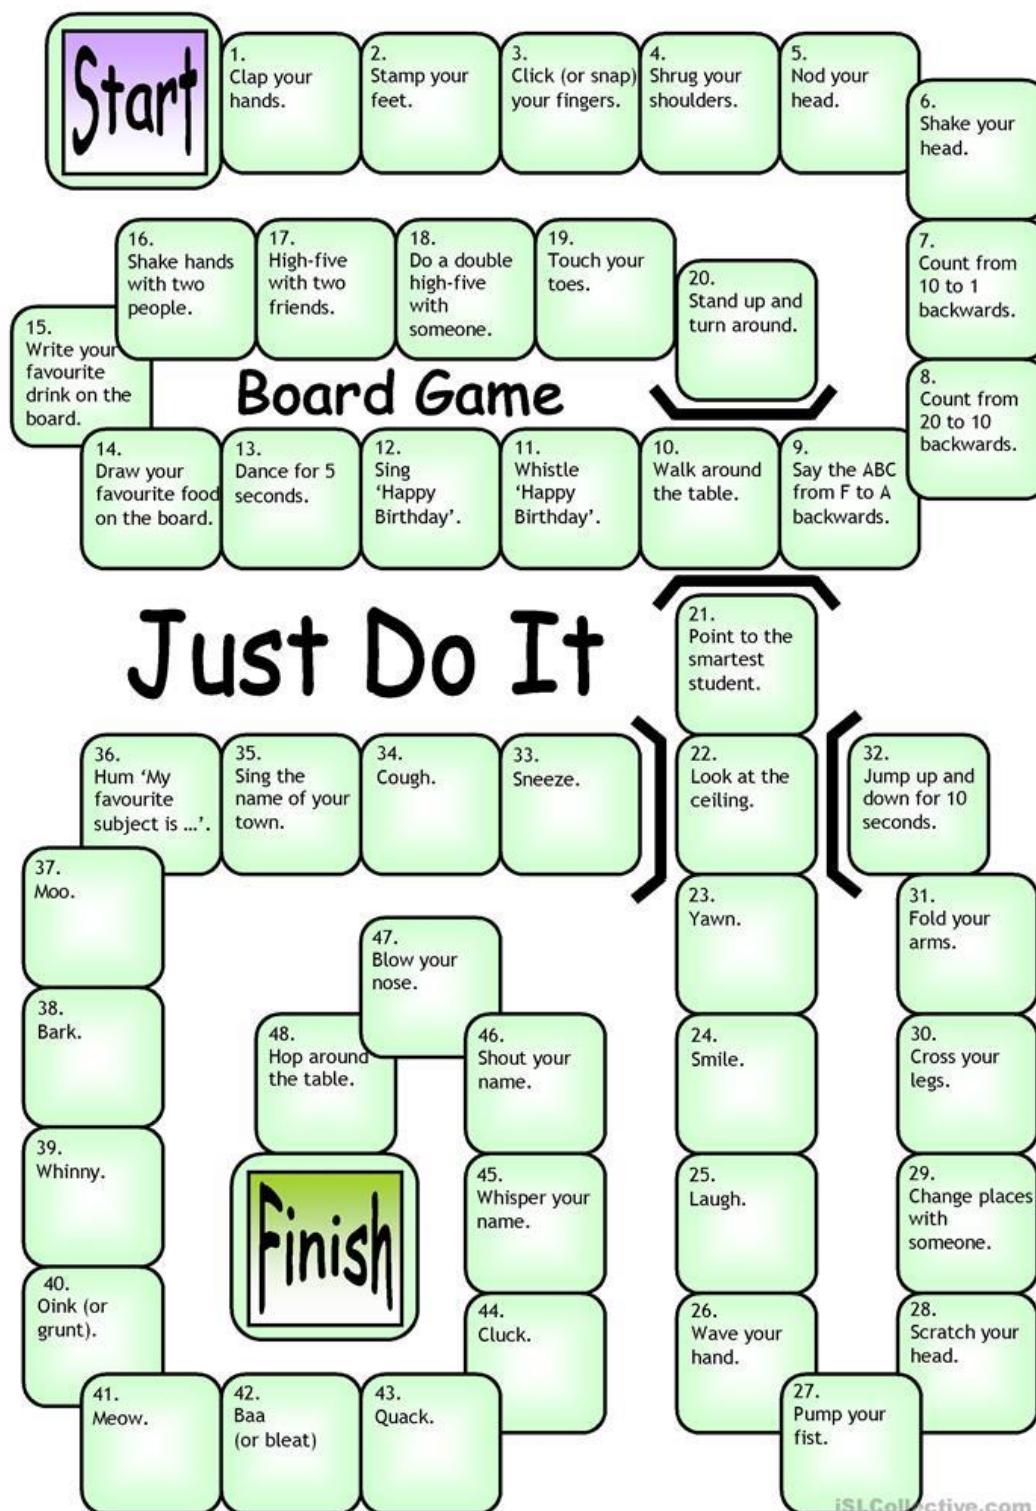 Start
1.
Clap your
hands.
2.
Stamp your
feet.
3.
Click (or snap)
your fingers.
4.
Shrug your
shoulders.
5.
Nod your
head.
6.
Shake your
head.
7.
Count from
10 to 1
backwards.
8.
Count from
20 to 10
backwards.
9.
Say the ABC
from F to A
backwards.
10.
Walk around
the table.
11.
Whistle
‘Happy
Birthday’.
12.
Sing
‘Happy
Birthday’.
13.
Dance for 5
seconds.
14.
Draw your
favourite food
on the board.
15.
Write your
favourite
drink on the
board.
16.
Shake hands
with two
people.
17.
High-five
with two
friends.
18.
Do a double
high-five
with
someone.
19.
Touch your
toes.
20.
Stand up and
turn around.
Board Game
Just Do It
21.
Point to the
smartest
student.
22.
Look at the
ceiling.
23.
Yawn.
24.
Smile.
25.
Laugh.
26.
Wave your
hand.
27.
Pump your
fist.
28.
Scratch your
head.
29.
Change places
with
someone.
30.
Cross your
legs.
31.
Fold your
arms.
32.
Jump up and
down for 10
seconds.
33.
Sneeze.
34.
Cough.
35.
Sing the
name of your
town.
36.
Hum ‘My
favourite
subject is …’.
37.
Moo.
38.
Bark.
39.
Whinny.
40.
Oink (or
grunt).
41.
Meow.
42.
Baa
(or bleat)
43.
Quack.
44.
Cluck.
45.
Whisper your
name.
46.
Shout your
name.
47.
Blow your
nose.
48.
Hop around
the table.
Finish
iSLCollective.com